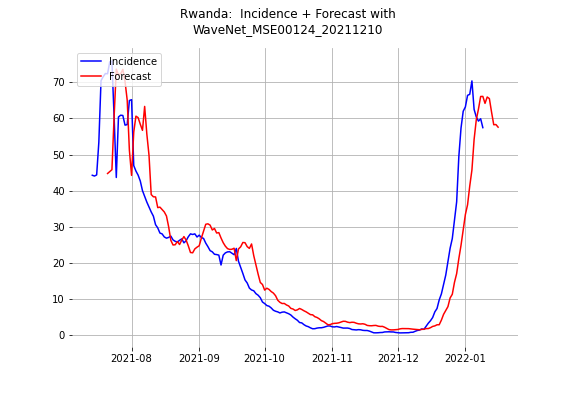 Rwanda:  Incidence + Forecast with
WaveNet_MSE00124_20211210
Incidence
Forecast
70
60
50
40
30
20
10
0
2021-08 2021-09 2021-10 2021-11 2021-12 2022-01